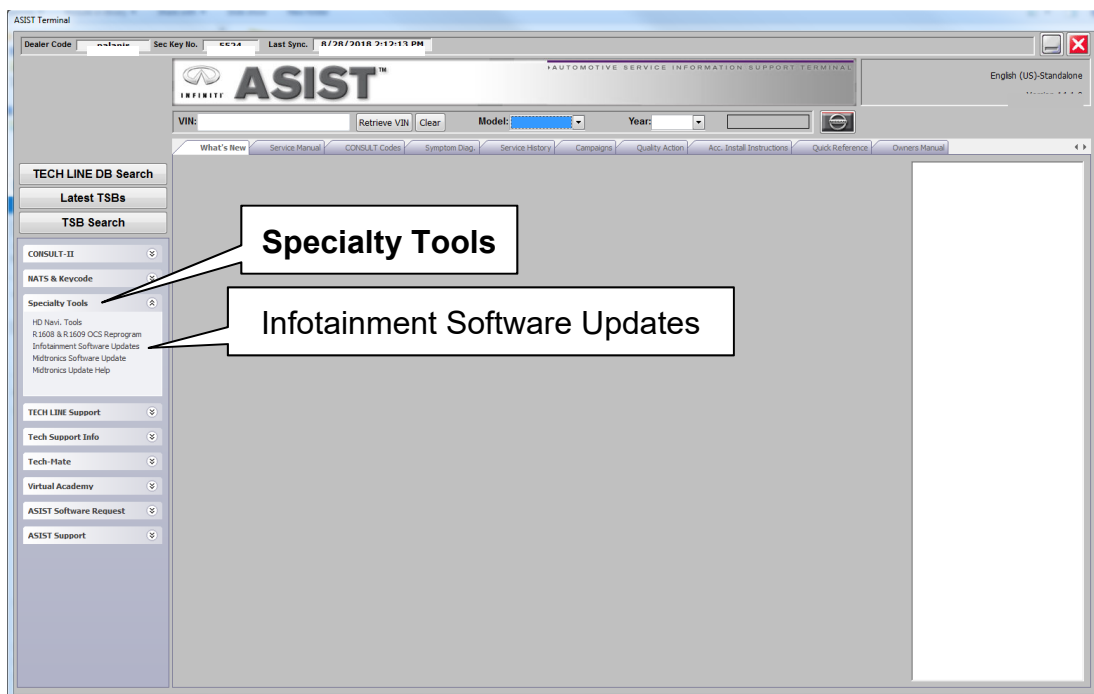 ASIST Terminal
Dealer Code Sec Key No. Last Sync. 8/28/2018 2:12:13 PM
INFINITI ASIST™ AUTOMOTIVE SERVICE INFORMATION SUPPORT TERMINAL
English (US)-Standalone
VIN: Retrieve VIN Clear Model: Year:
What's New Service Manual CONSULT Codes Symptom Diag. Service History Campaigns Quality Action Acc. Install Instructions Quick Reference Owners Manual
TECH LINE DB Search
Latest TSBs
TSB Search
CONSULT-II
NATS & Keycode
Specialty Tools
HD Navi. Tools
R1608 & R1609 OCS Reprogram
Infotainment Software Updates
Midtronics Software Update
Midtronics Update Help
TECH LINE Support
Tech Support Info
Tech-Mate
Virtual Academy
ASIST Software Request
ASIST Support
Specialty Tools
Infotainment Software Updates